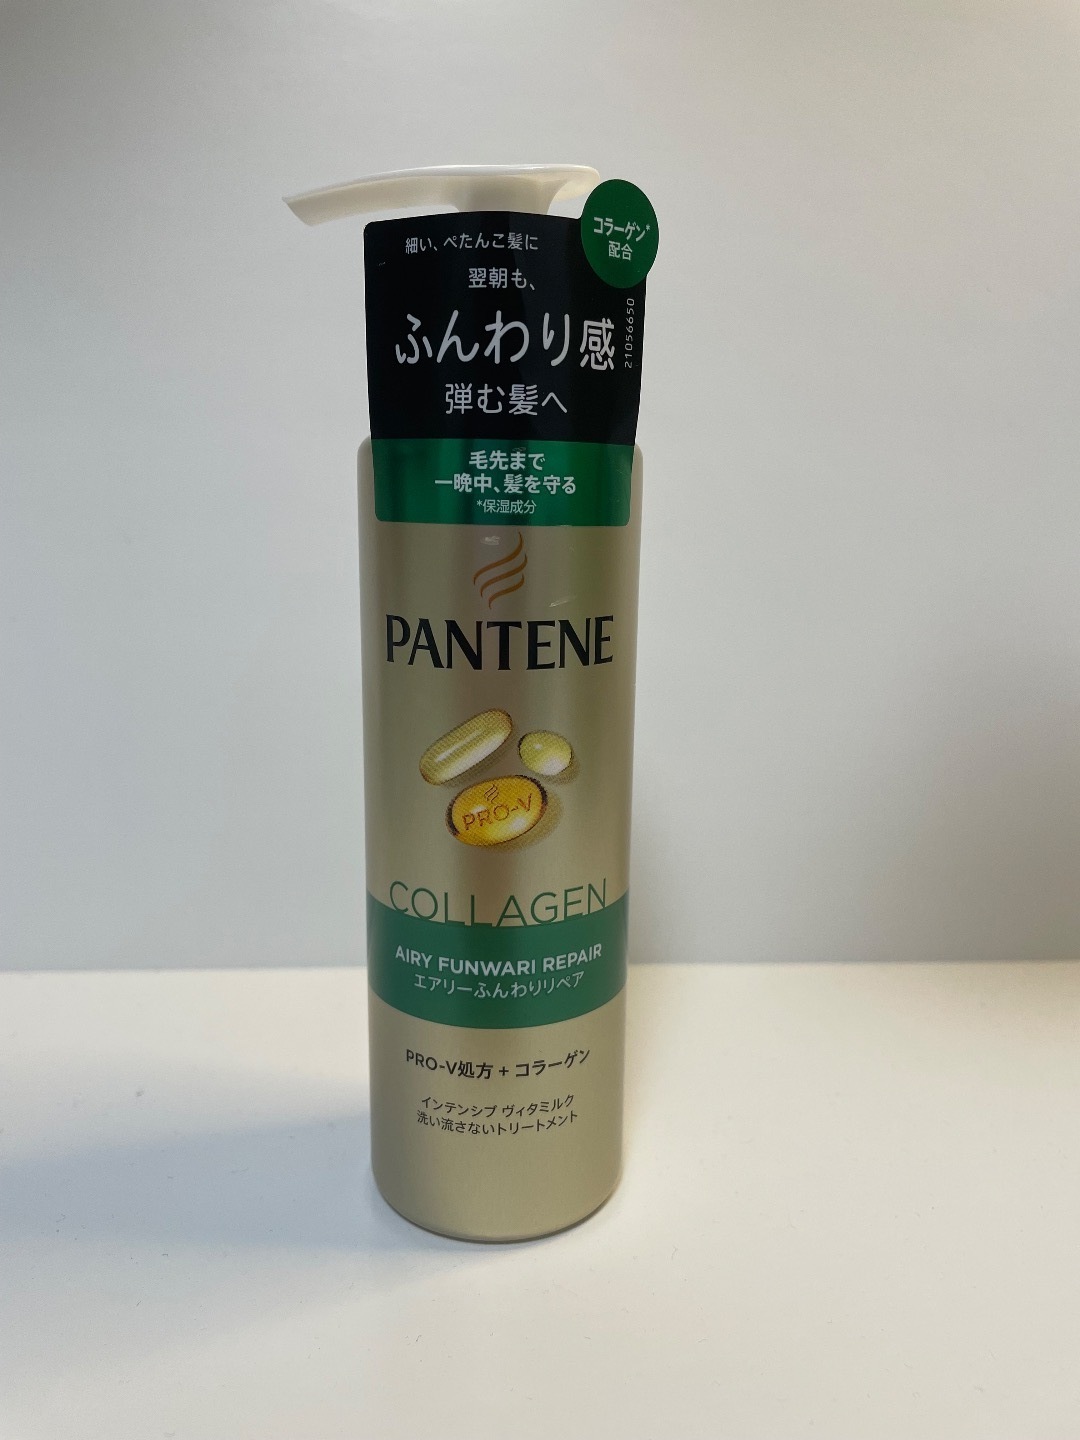 細い、ぺたんこ髪に
翌朝も、
ふんわり感
弾む髪へ
コラーゲン*
配合
21056650
毛先まで
一晩中、髪を守る
*保湿成分
PANTENE
PRO-V
COLLAGEN
AIRY FUNWARI REPAIR
エアリーふんわりリペア
PRO-V処方 + コラーゲン
インテンシブ ヴィタミルク
洗い流さないトリートメント